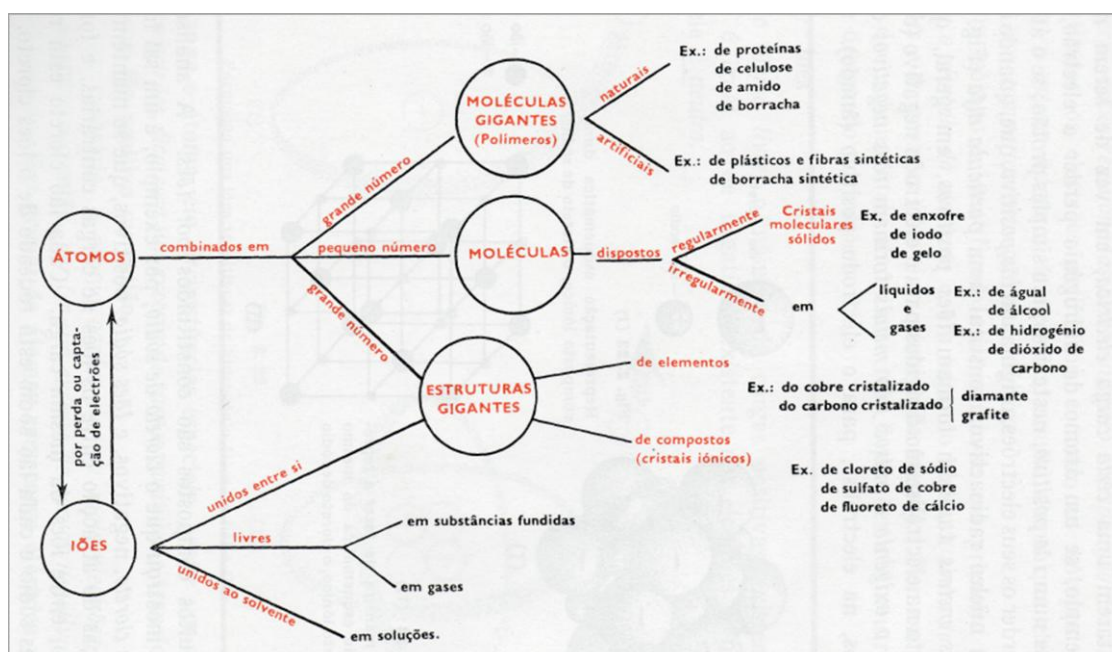 MOLÉCULAS
GIGANTES
(Polímeros)
naturais
artificiais
Ex.: de proteínas
de celulose
de amido
de borracha
Ex.: de plásticos e fibras sintéticas
de borracha sintética
ÁTOMOS
combinados em
grande número
pequeno número
grande número
MOLÉCULAS
dispostos
regularmente
irregularmente
Cristais
moleculares
sólidos
Ex. de enxofre
de iodo
de gelo
em
líquidos
e
gases
Ex.: de águal
de álcool
Ex.: de hidrogénio
de dióxido de
carbono
por perda ou capta-
ção de electrões
ESTRUTURAS
GIGANTES
de elementos
Ex.: do cobre cristalizado
do carbono cristalizado
diamante
grafite
de compostos
(cristais iónicos)
Ex. de cloreto de sódio
de sulfato de cobre
de fluoreto de cálcio
IÕES
unidos entre si
livres
unidos ao solvente
em substâncias fundidas
em gases
em soluções.